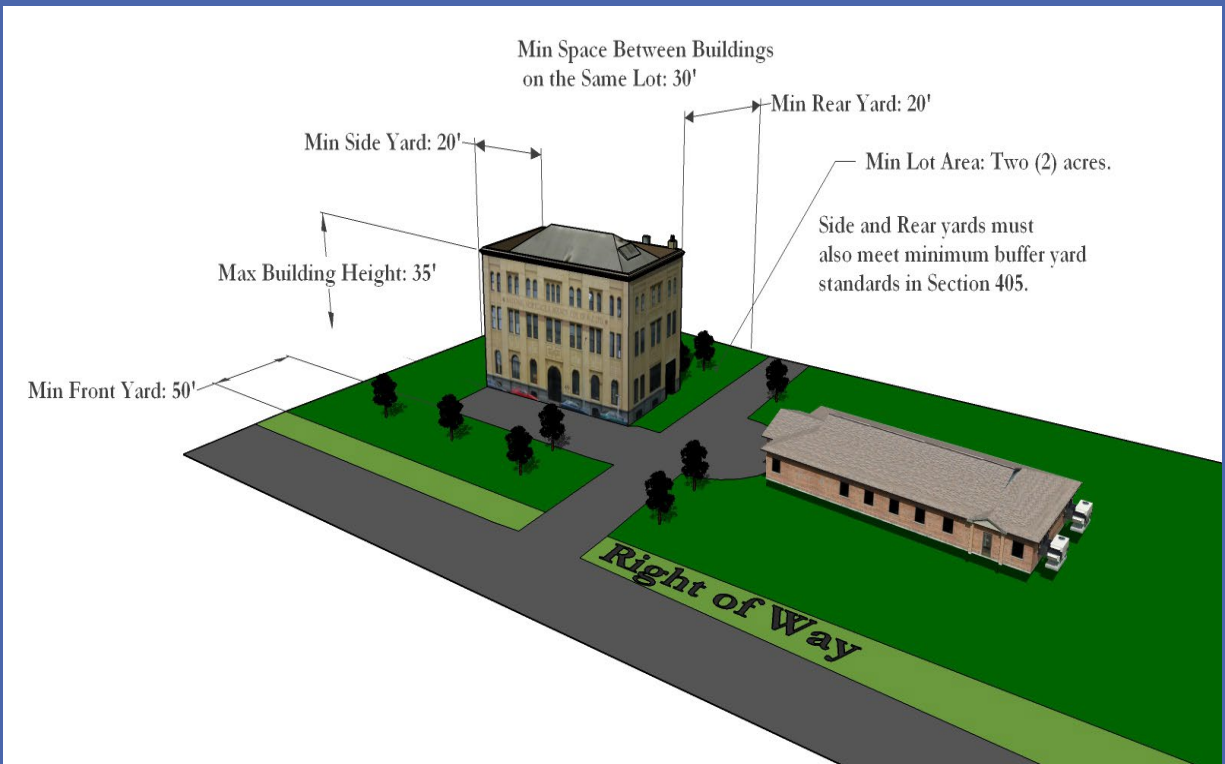 Min Space Between Buildings
on the Same Lot: 30'
Min Rear Yard: 20'
Min Side Yard: 20'
Min Lot Area: Two (2) acres.
Side and Rear yards must
also meet minimum buffer yard
standards in Section 405.
Max Building Height: 35'
Min Front Yard: 50'
Right of Way